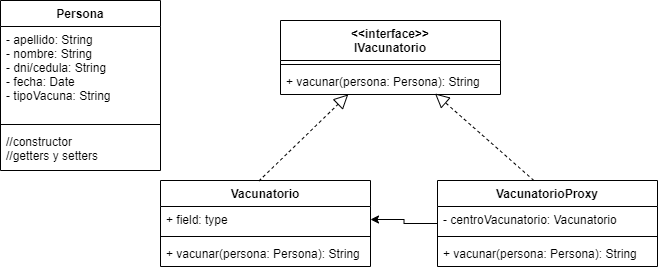 Persona
- apellido: String
- nombre: String
- dni/cedula: String
- fecha: Date
- tipoVacuna: String
//constructor
//getters y setters
<<interface>>
IVacunatorio
+ vacunar(persona: Persona): String
Vacunatorio
+ field: type
+ vacunar(persona: Persona): String
VacunatorioProxy
- centroVacunatorio: Vacunatorio
+ vacunar(persona: Persona): String